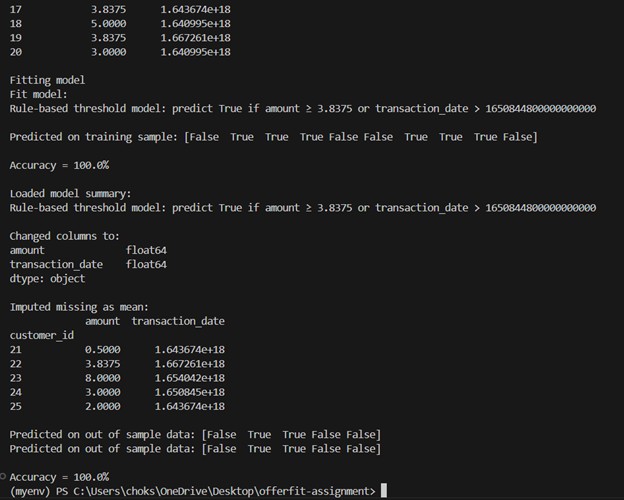 17 3.8375 1.643674e+18
18 5.0000 1.640995e+18
19 3.8375 1.667261e+18
20 3.0000 1.640995e+18
Fitting model
Fit model:
Rule-based threshold model: predict True if amount ≥ 3.8375 or transaction_date > 1650844800000000000
Predicted on training sample: [False True True True False False True True True False]
Accuracy = 100.0%
Loaded model summary:
Rule-based threshold model: predict True if amount ≥ 3.8375 or transaction_date > 1650844800000000000
Changed columns to:
amount float64
transaction_date float64
dtype: object
Imputed missing as mean:
amount transaction_date
customer_id
21 0.5000 1.643674e+18
22 3.8375 1.667261e+18
23 8.0000 1.654042e+18
24 3.0000 1.650845e+18
25 2.0000 1.643674e+18
Predicted on out of sample data: [False True True False False]
Predicted on out of sample data: [False True True False False]
Accuracy = 100.0%
(myenv) PS C:\Users\choks\OneDrive\Desktop\offerfit-assignment>